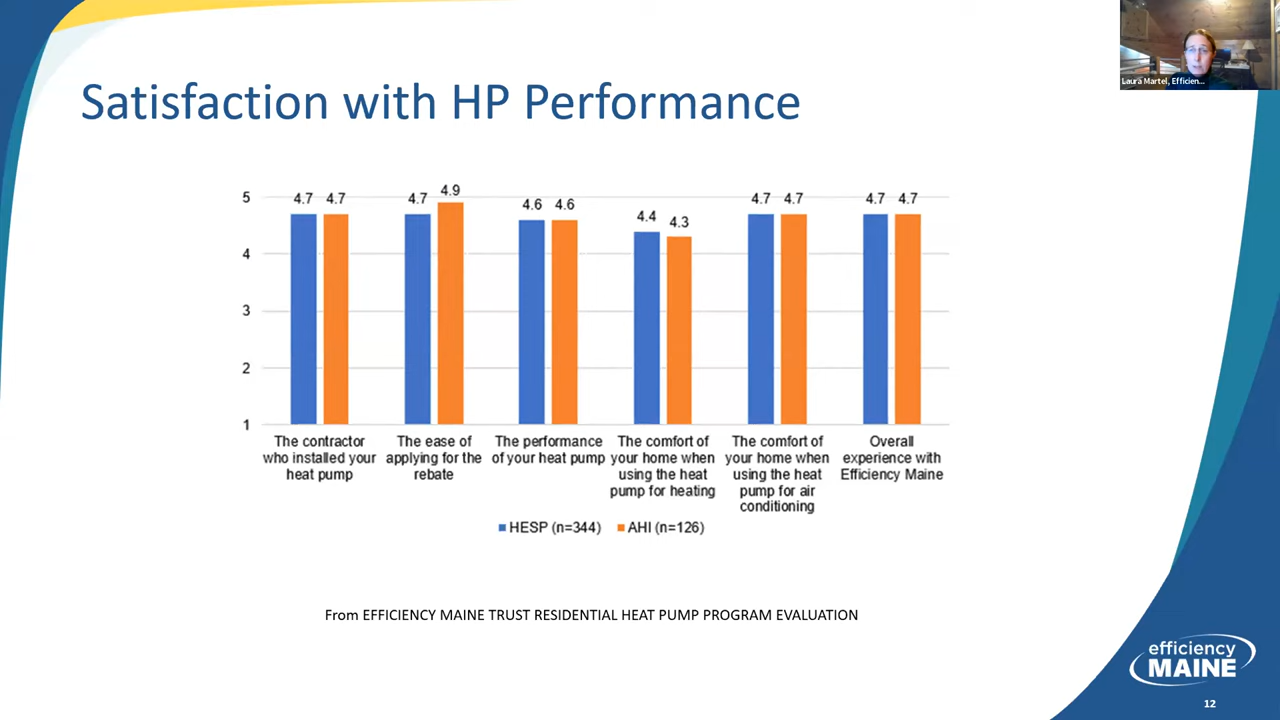 Laura Martel, Efficien...
Satisfaction with HP Performance
5
4
3
2
1
4.7 4.7
4.7 4.9
4.6 4.6
4.4 4.3
4.7 4.7
4.7 4.7
The contractor
who installed your
heat pump
The ease of
applying for the
rebate
The performance
of your heat pump
The comfort of
your home when
using the heat
pump for heating
The comfort of
your home when
using the heat
pump for air
conditioning
Overall
experience with
Efficiency Maine
HESP (n=344) AHI (n=126)
From EFFICIENCY MAINE TRUST RESIDENTIAL HEAT PUMP PROGRAM EVALUATION
efficiency
MAINE
12